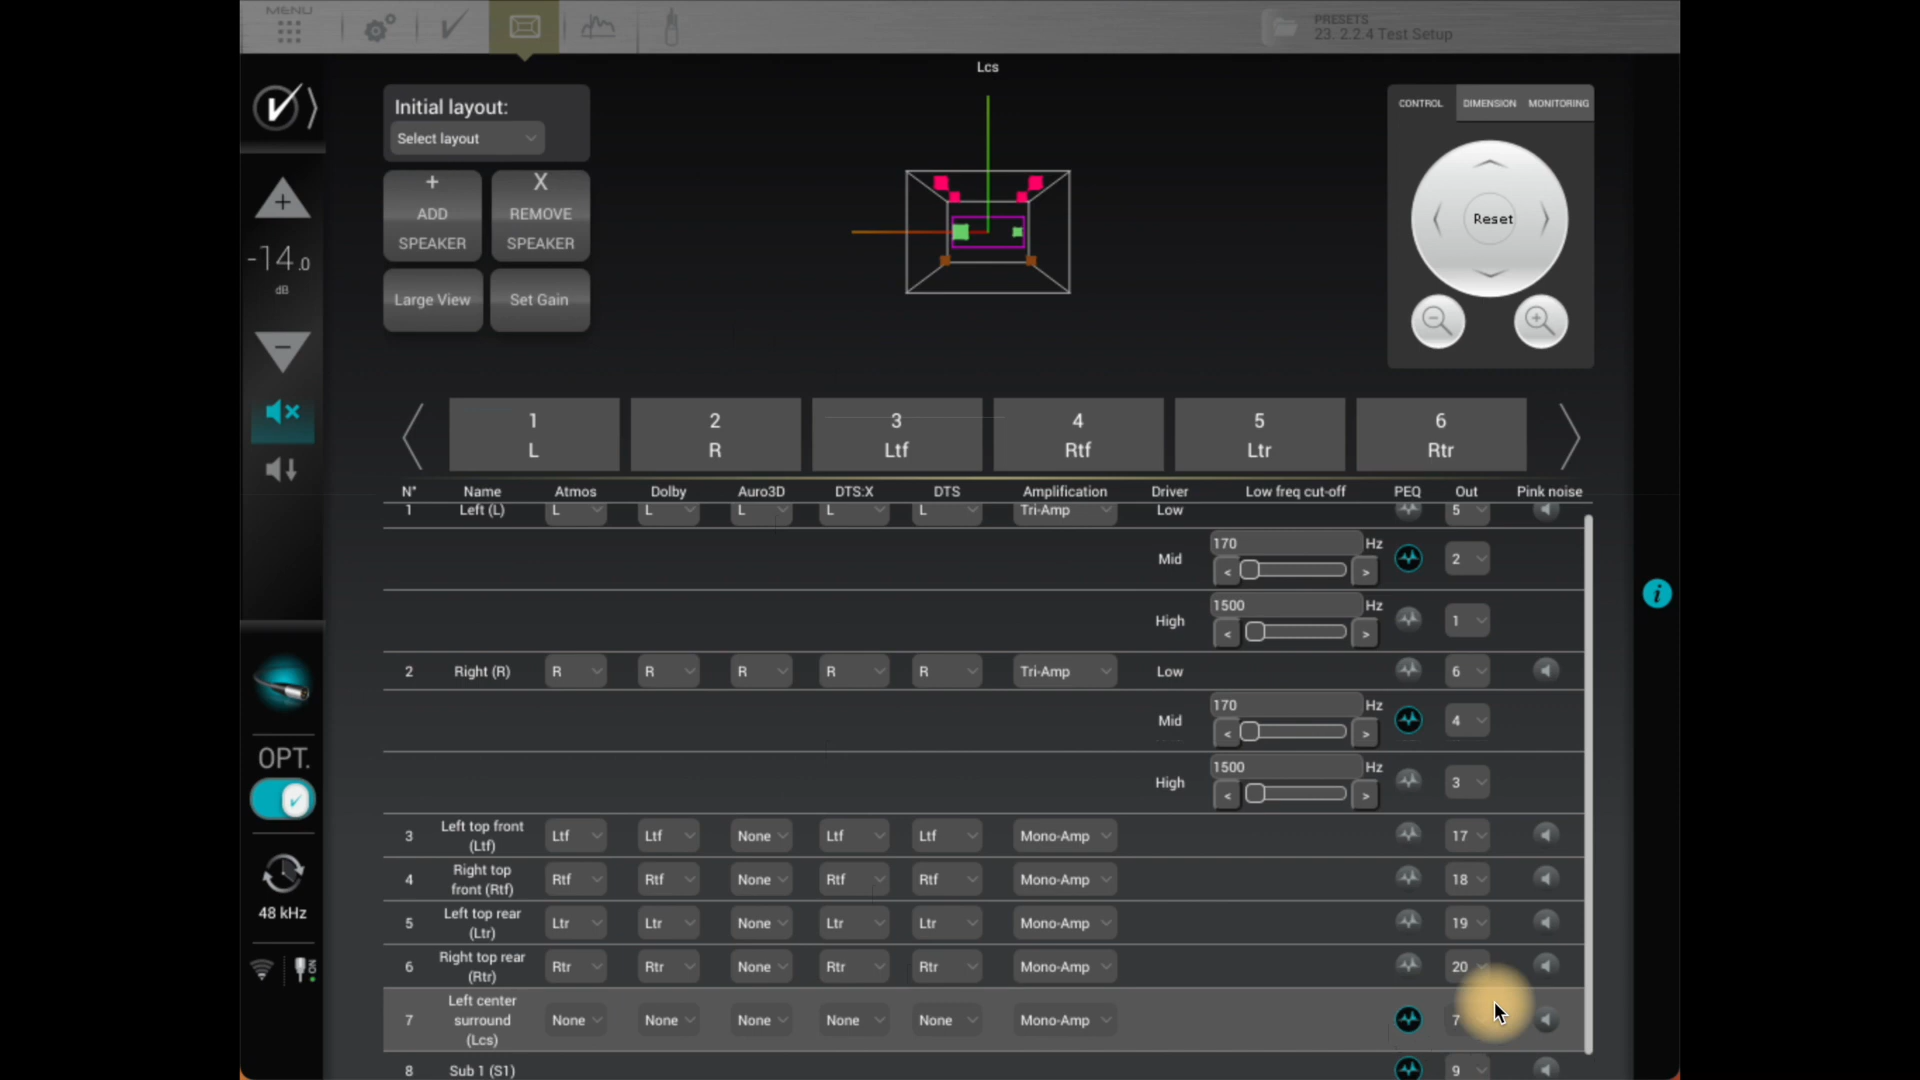 MENU
PRESETS
23. 2.2.4 Test Setup
Lcs
Initial layout:
Select layout
+ ADD SPEAKER
X REMOVE SPEAKER
Large View
Set Gain
CONTROL DIMENSION MONITORING
Reset
-14.0
dB
OPT.
48 kHz
ON
1 L
2 R
3 Ltf
4 Rtf
5 Ltr
6 Rtr
N° Name Atmos Dolby Auro3D DTS:X DTS Amplification Driver Low freq cut-off PEQ Out Pink noise
1 Left (L) L L L L L Tri-Amp Low 5
Mid 170 Hz < > 2
High 1500 Hz < > 1
2 Right (R) R R R R R Tri-Amp Low 6
Mid 170 Hz < > 4
High 1500 Hz < > 3
3 Left top front (Ltf) Ltf Ltf None Ltf Ltf Mono-Amp 17
4 Right top front (Rtf) Rtf Rtf None Rtf Rtf Mono-Amp 18
5 Left top rear (Ltr) Ltr Ltr None Ltr Ltr Mono-Amp 19
6 Right top rear (Rtr) Rtr Rtr None Rtr Rtr Mono-Amp 20
7 Left center surround (Lcs) None None None None None Mono-Amp 7
8 Sub 1 (S1) 9
i